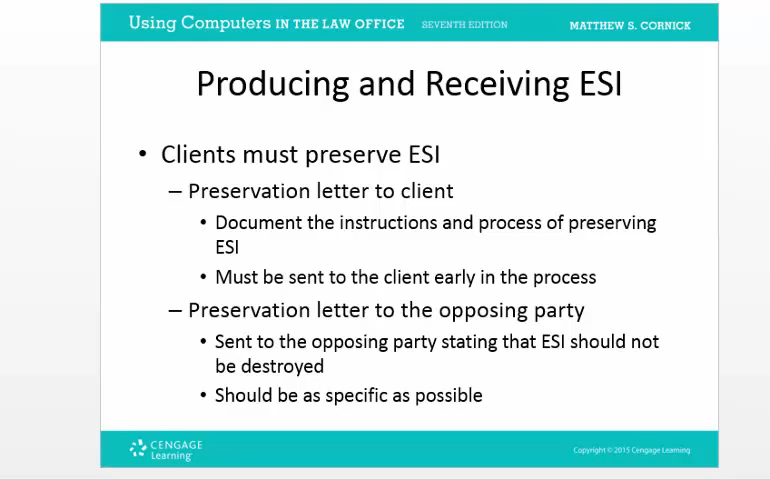 Using Computers IN THE LAW OFFICE SEVENTH EDITION MATTHEW S. CORNICK
Producing and Receiving ESI
• Clients must preserve ESI
– Preservation letter to client
• Document the instructions and process of preserving
ESI
• Must be sent to the client early in the process
– Preservation letter to the opposing party
• Sent to the opposing party stating that ESI should not
be destroyed
• Should be as specific as possible
CENGAGE
Learning
Copyright © 2015 Cengage Learning